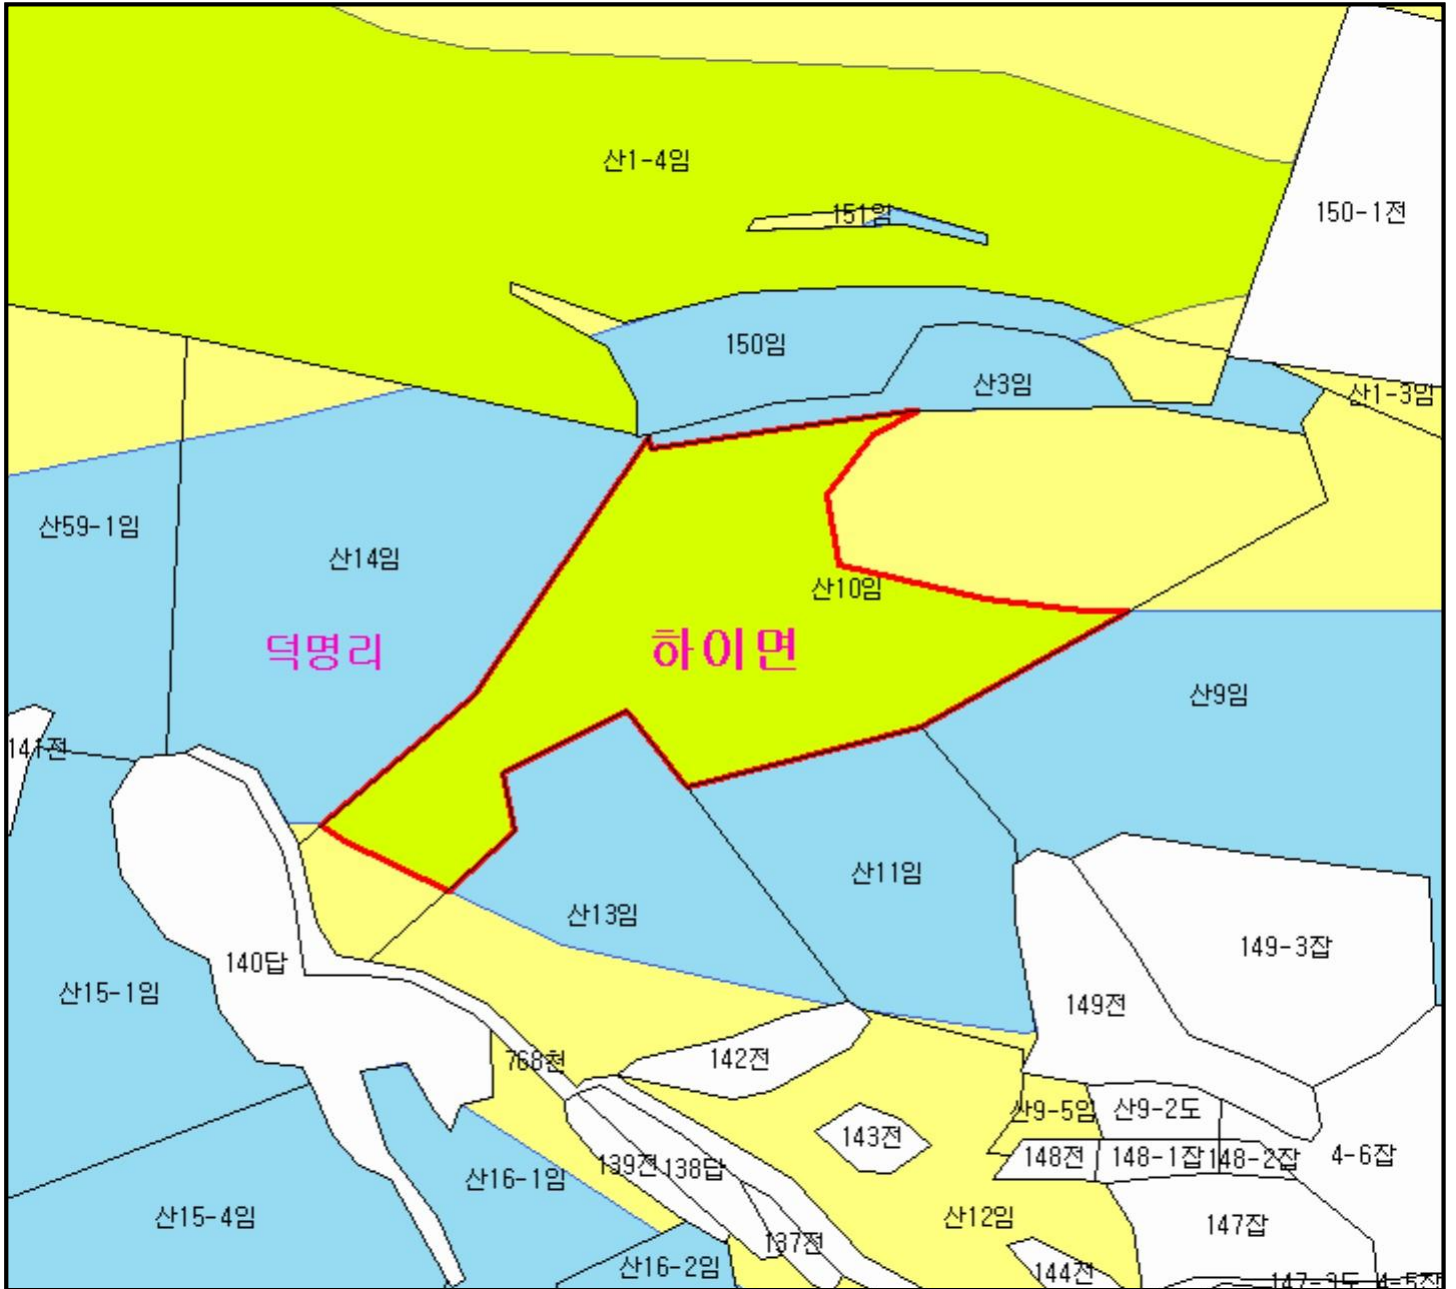 산1-4임
151임
150-1전
150임
산3임
산1-3임
산59-1임
산14임
산10임
덕명리
하이면
산9임
141전
산11임
산13임
140답
149-3잡
산15-1임
149전
768천
142전
산9-5임
산9-2도
143전
148전
148-1잡
148-2잡
4-6잡
139전
138답
산16-1임
산15-4임
산12임
147잡
137전
산16-2임
144전
147-3도
4-5잡